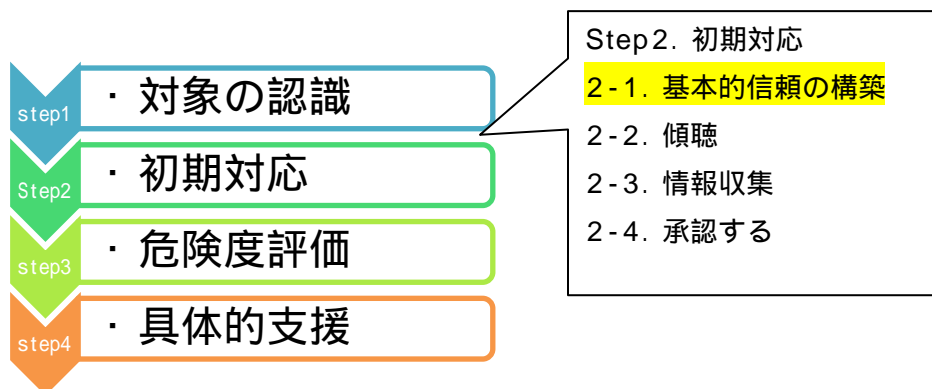 step1
・対象の認識
Step2
・初期対応
step3
・危険度評価
step4
・具体的支援
Step2. 初期対応
2-1. 基本的信頼の構築
2-2. 傾聴
2-3. 情報収集
2-4. 承認する